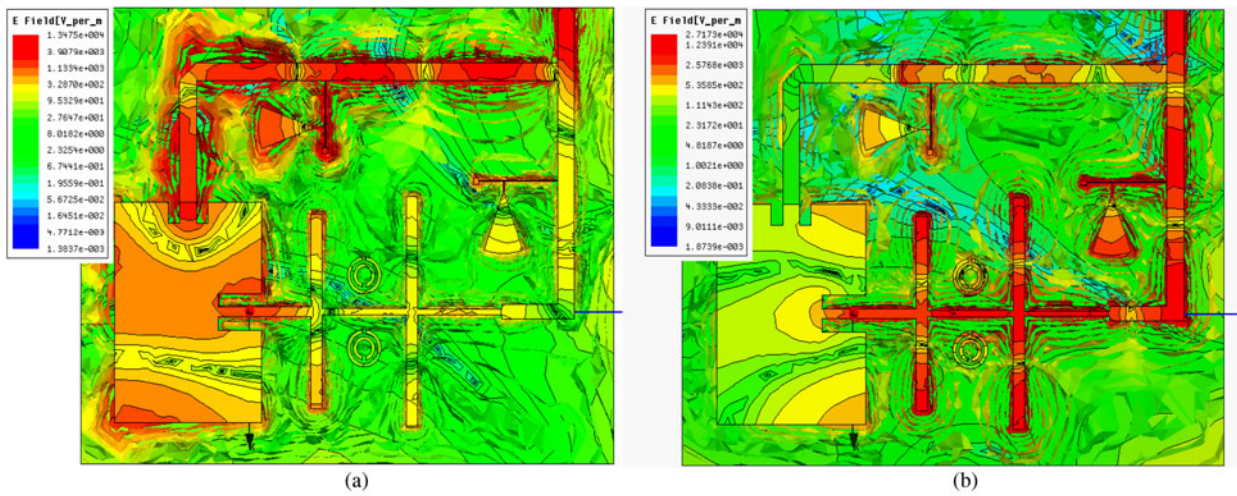 E Field[V_per_m
1.3475e+004
3.9079e+003
1.1334e+003
3.2870e+002
9.5329e+001
2.7647e+001
8.0182e+000
2.3254e+000
6.7441e-001
1.9559e-001
5.6725e-002
1.6451e-002
4.7712e-003
1.3837e-003
(a)
E Field[V_per_m
2.7173e+004
1.2391e+004
2.5768e+003
5.3585e+002
1.1143e+002
2.3172e+001
4.8187e+000
1.0021e+000
2.0838e-001
4.3333e-002
9.0111e-003
1.8739e-003
(b)